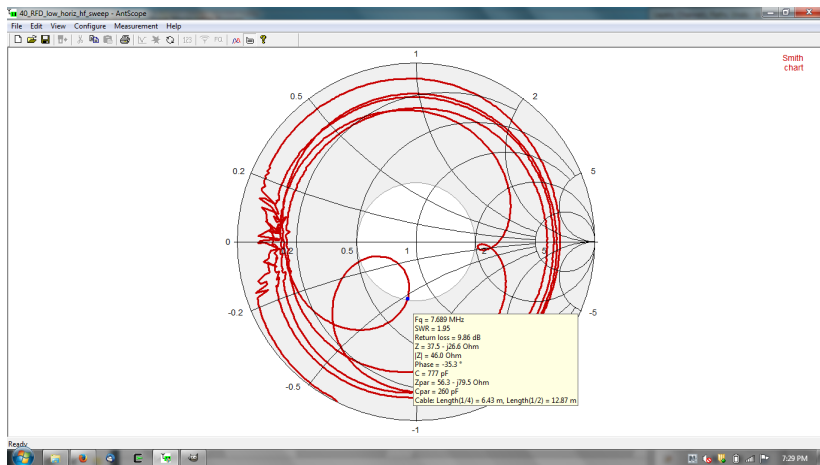 40_RFD_low_horiz_hf_sweep - AntScope
File Edit View Configure Measurement Help
Smith
chart
1
0.5
2
0.2
5
0
0.2
0.5
1
2
5
-0.2
-5
-0.5
-1
Fq = 7.689 MHz
SWR = 1.95
Return loss = 9.86 dB
Z = 37.5 - j26.6 Ohm
|Z| = 46.0 Ohm
Phase = -35.3 °
C = 777 pF
Zpar = 56.3 - j79.5 Ohm
Cpar = 260 pF
Cable: Length(1/4) = 6.43 m, Length(1/2) = 12.87 m
Ready
7:29 PM